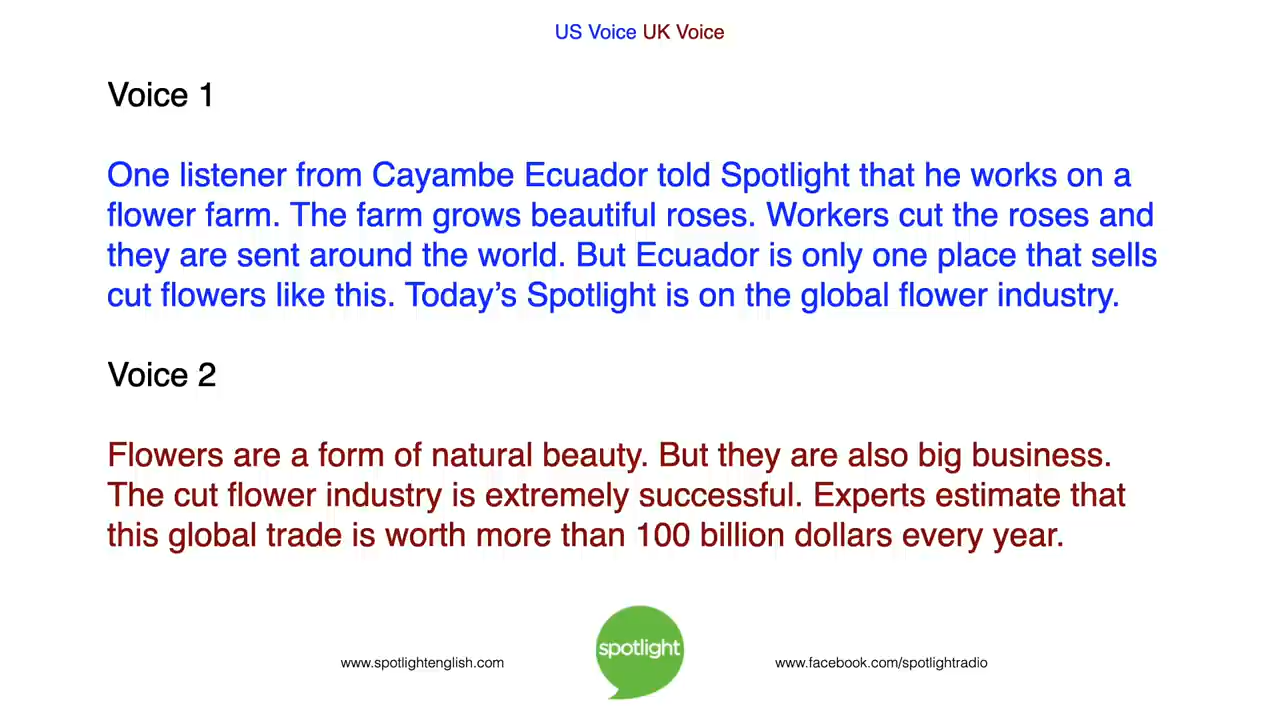 US Voice UK Voice
Voice 1
One listener from Cayambe Ecuador told Spotlight that he works on a
flower farm. The farm grows beautiful roses. Workers cut the roses and
they are sent around the world. But Ecuador is only one place that sells
cut flowers like this. Today’s Spotlight is on the global flower industry.
Voice 2
Flowers are a form of natural beauty. But they are also big business.
The cut flower industry is extremely successful. Experts estimate that
this global trade is worth more than 100 billion dollars every year.
spotlight
www.spotlightenglish.com
www.facebook.com/spotlightradio